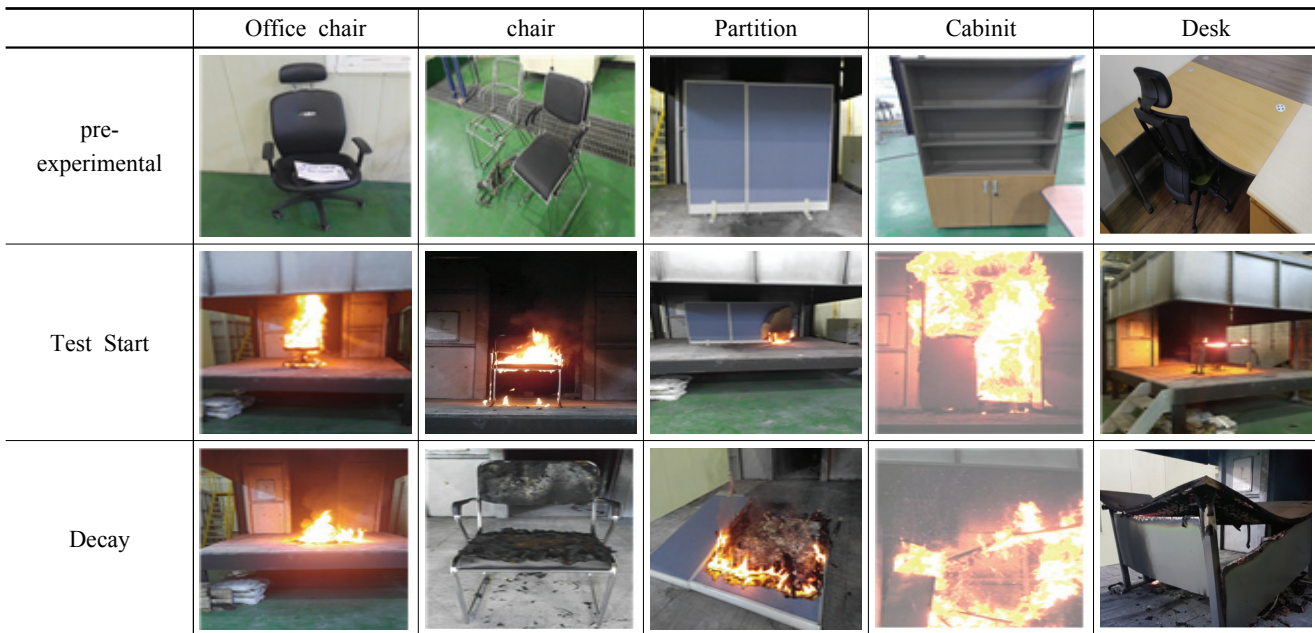 Office chair
chair
Partition
Cabinit
Desk
pre-
experimental
Test Start
Decay